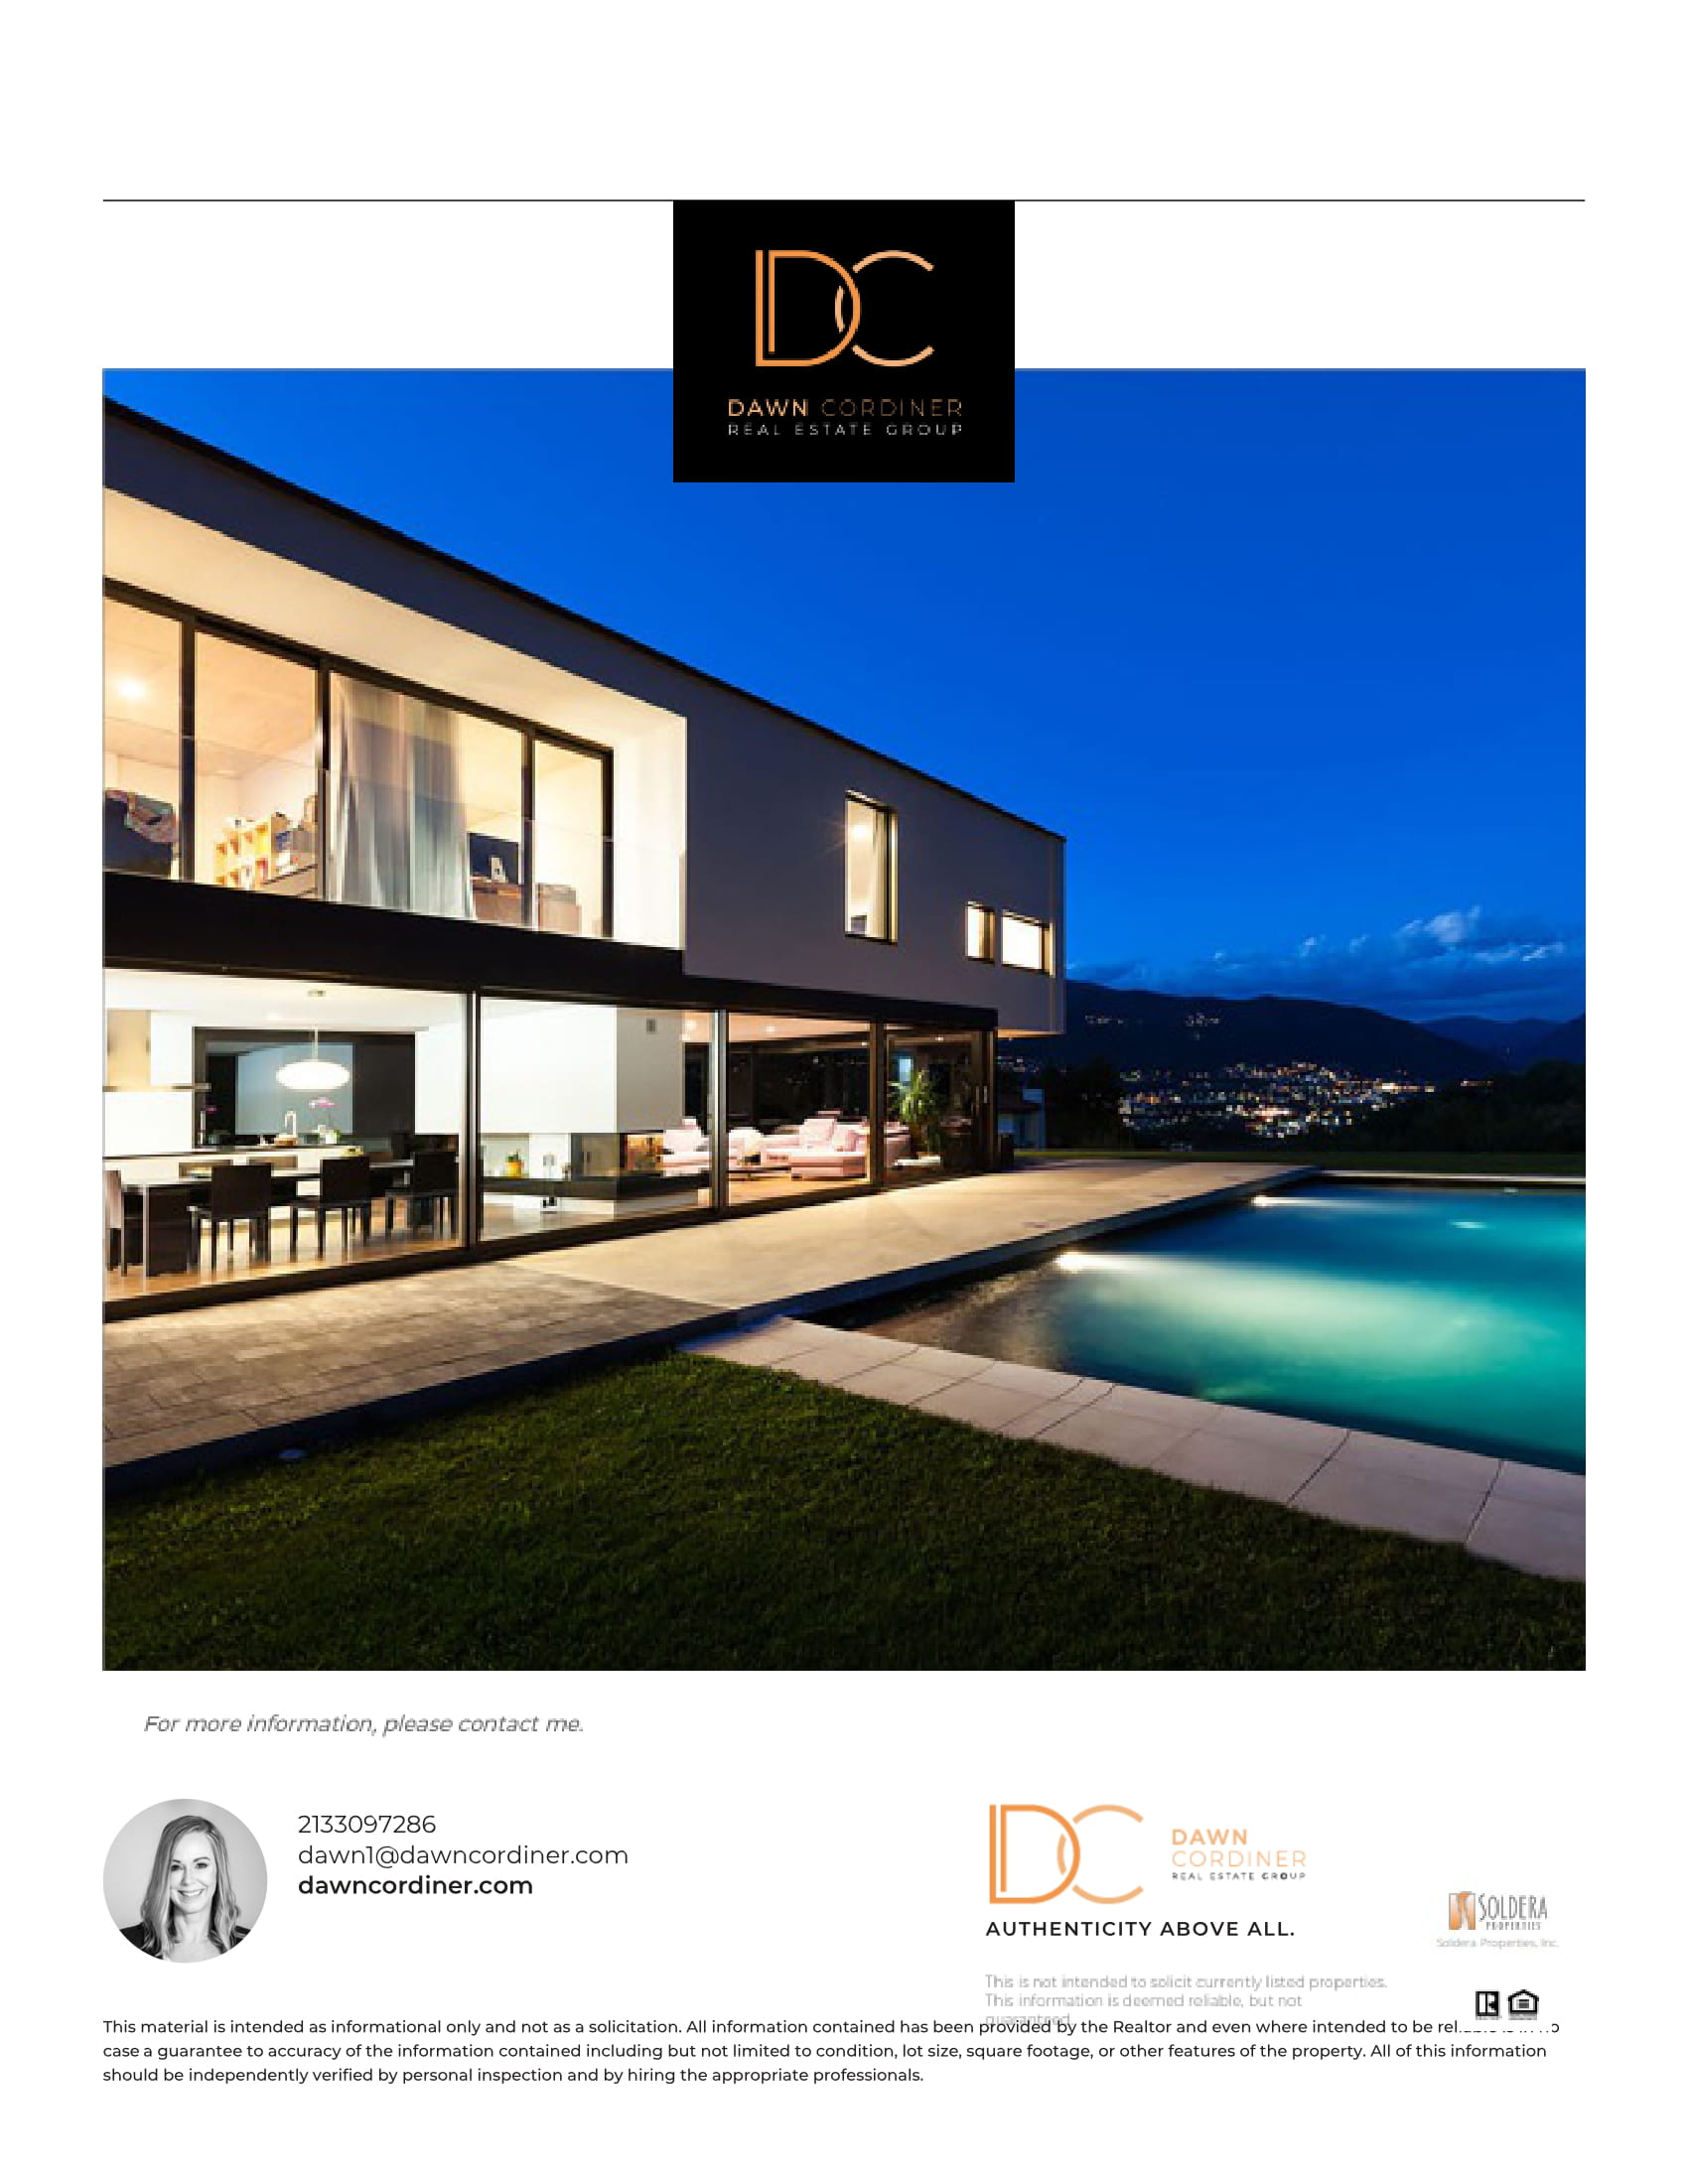 DC
DAWN CORDINER
REAL ESTATE GROUP
For more information, please contact me.
2133097286
dawn1@dawncordiner.com
dawncordiner.com
DC
DAWN
CORDINER
REAL ESTATE GROUP
AUTHENTICITY ABOVE ALL.
SOLDERA
PROPERTIES
Soldera Properties, Inc.
This is not intended to solicit currently listed properties.
This information is deemed reliable, but not
guaranteed.
This material is intended as informational only and not as a solicitation. All information contained has been provided by the Realtor and even where intended to be reliable is in no
case a guarantee to accuracy of the information contained including but not limited to condition, lot size, square footage, or other features of the property. All of this information
should be independently verified by personal inspection and by hiring the appropriate professionals.